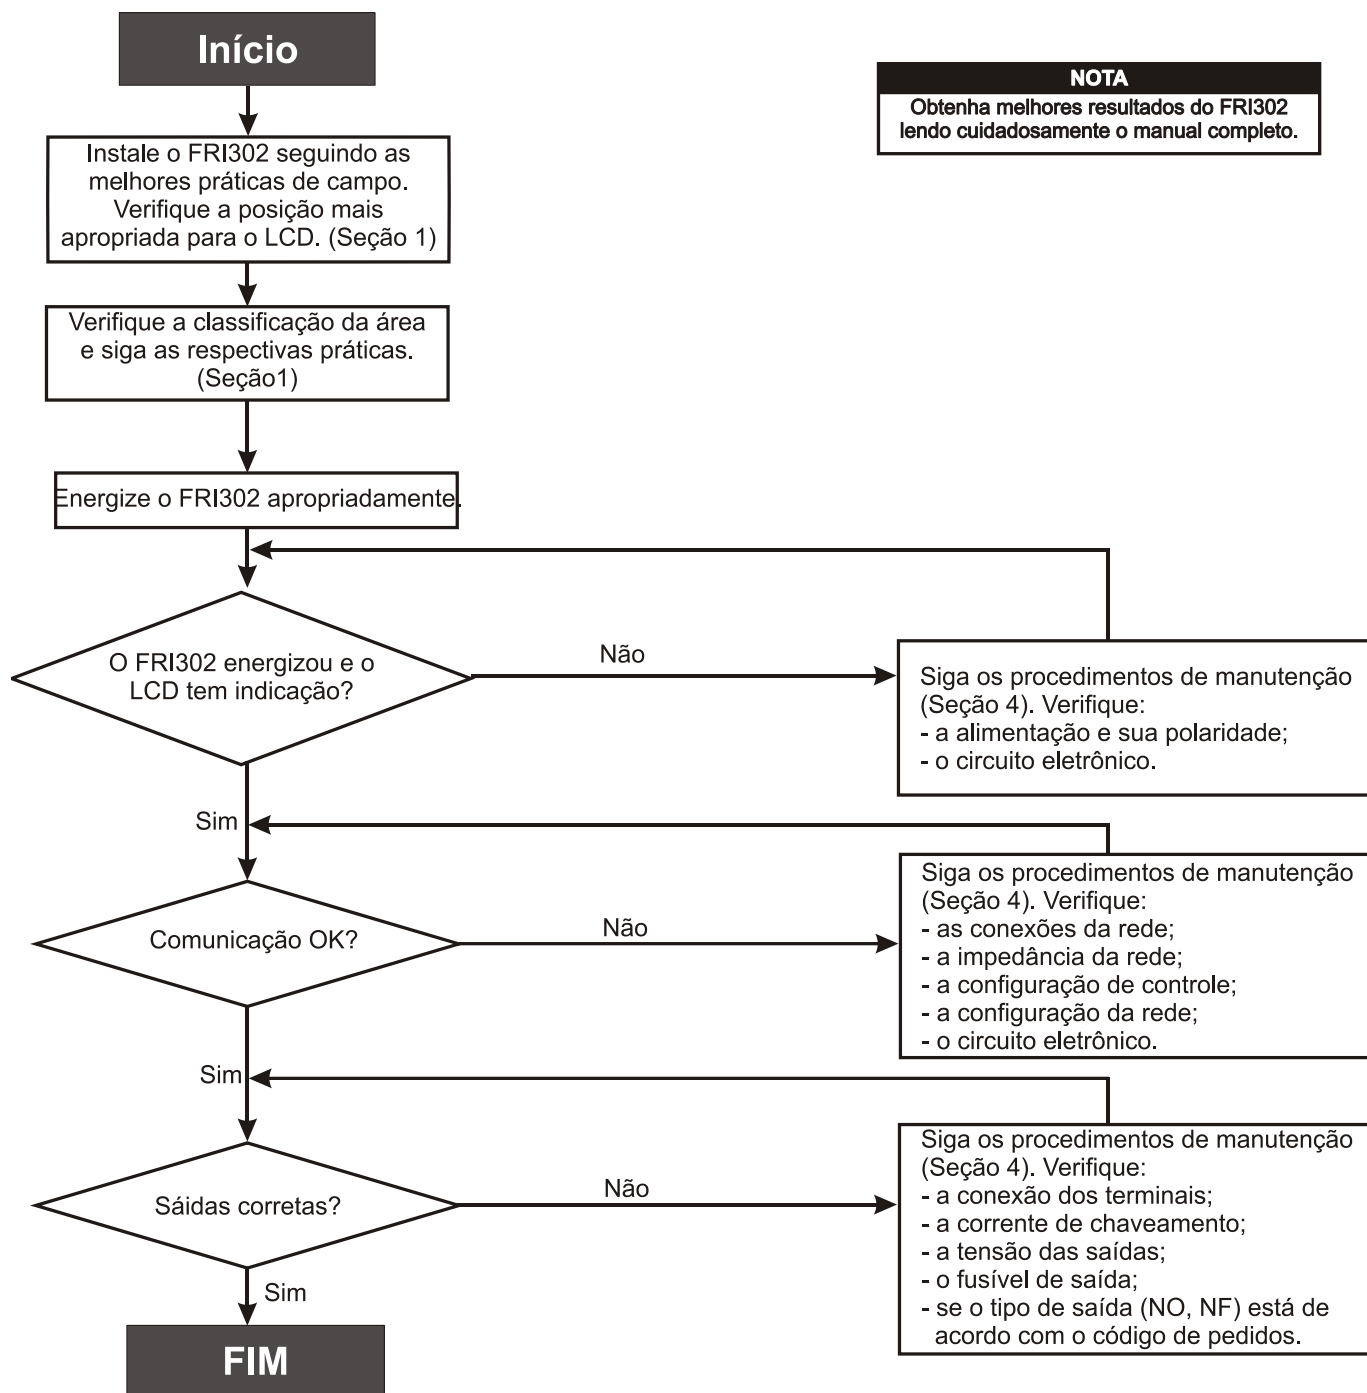 Início
NOTA
Obtenha melhores resultados do FRI302
lendo cuidadosamente o manual completo.
Instale o FRI302 seguindo as
melhores práticas de campo.
Verifique a posição mais
apropriada para o LCD. (Seção 1)
Verifique a classificação da área
e siga as respectivas práticas.
(Seção1)
Energize o FRI302 apropriadamente.
O FRI302 energizou e o
LCD tem indicação?
Não
Siga os procedimentos de manutenção
(Seção 4). Verifique:
- a alimentação e sua polaridade;
- o circuito eletrônico.
Sim
Comunicação OK?
Não
Siga os procedimentos de manutenção
(Seção 4). Verifique:
- as conexões da rede;
- a impedância da rede;
- a configuração de controle;
- a configuração da rede;
- o circuito eletrônico.
Sim
Sáidas corretas?
Não
Siga os procedimentos de manutenção
(Seção 4). Verifique:
- a conexão dos terminais;
- a corrente de chaveamento;
- a tensão das saídas;
- o fusível de saída;
- se o tipo de saída (NO, NF) está de
acordo com o código de pedidos.
Sim
FIM